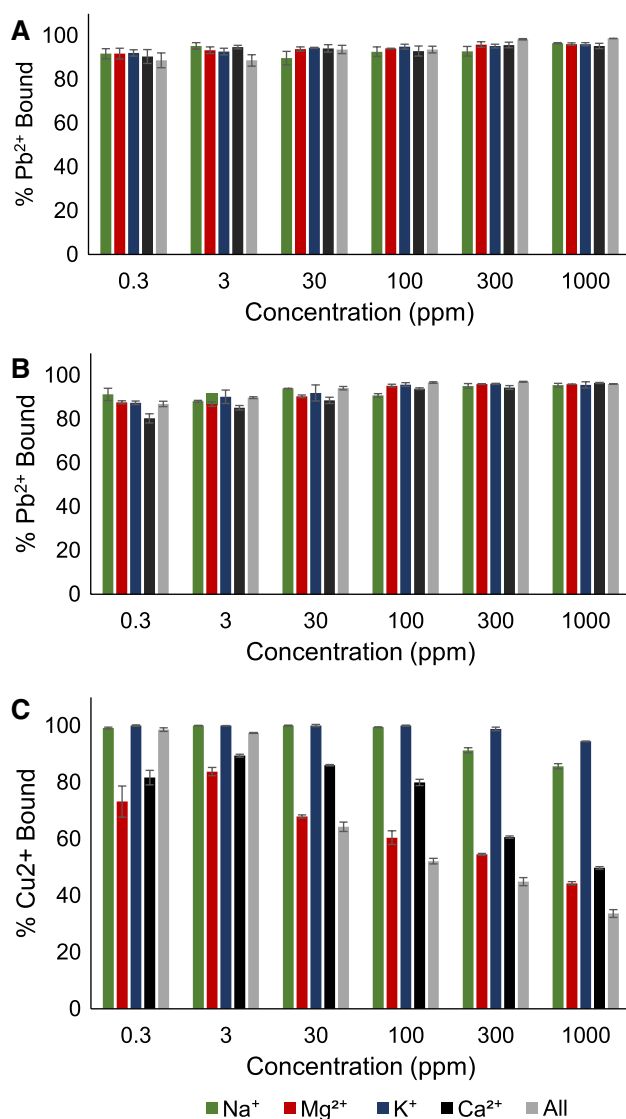 A
% Pb²⁺ Bound
100
80
60
40
20
0
0.3 3 30 100 300 1000
Concentration (ppm)
B
% Pb²⁺ Bound
100
80
60
40
20
0
0.3 3 30 100 300 1000
Concentration (ppm)
C
% Cu2+ Bound
100
80
60
40
20
0
0.3 3 30 100 300 1000
Concentration (ppm)
Na⁺ Mg²⁺ K⁺ Ca²⁺ All